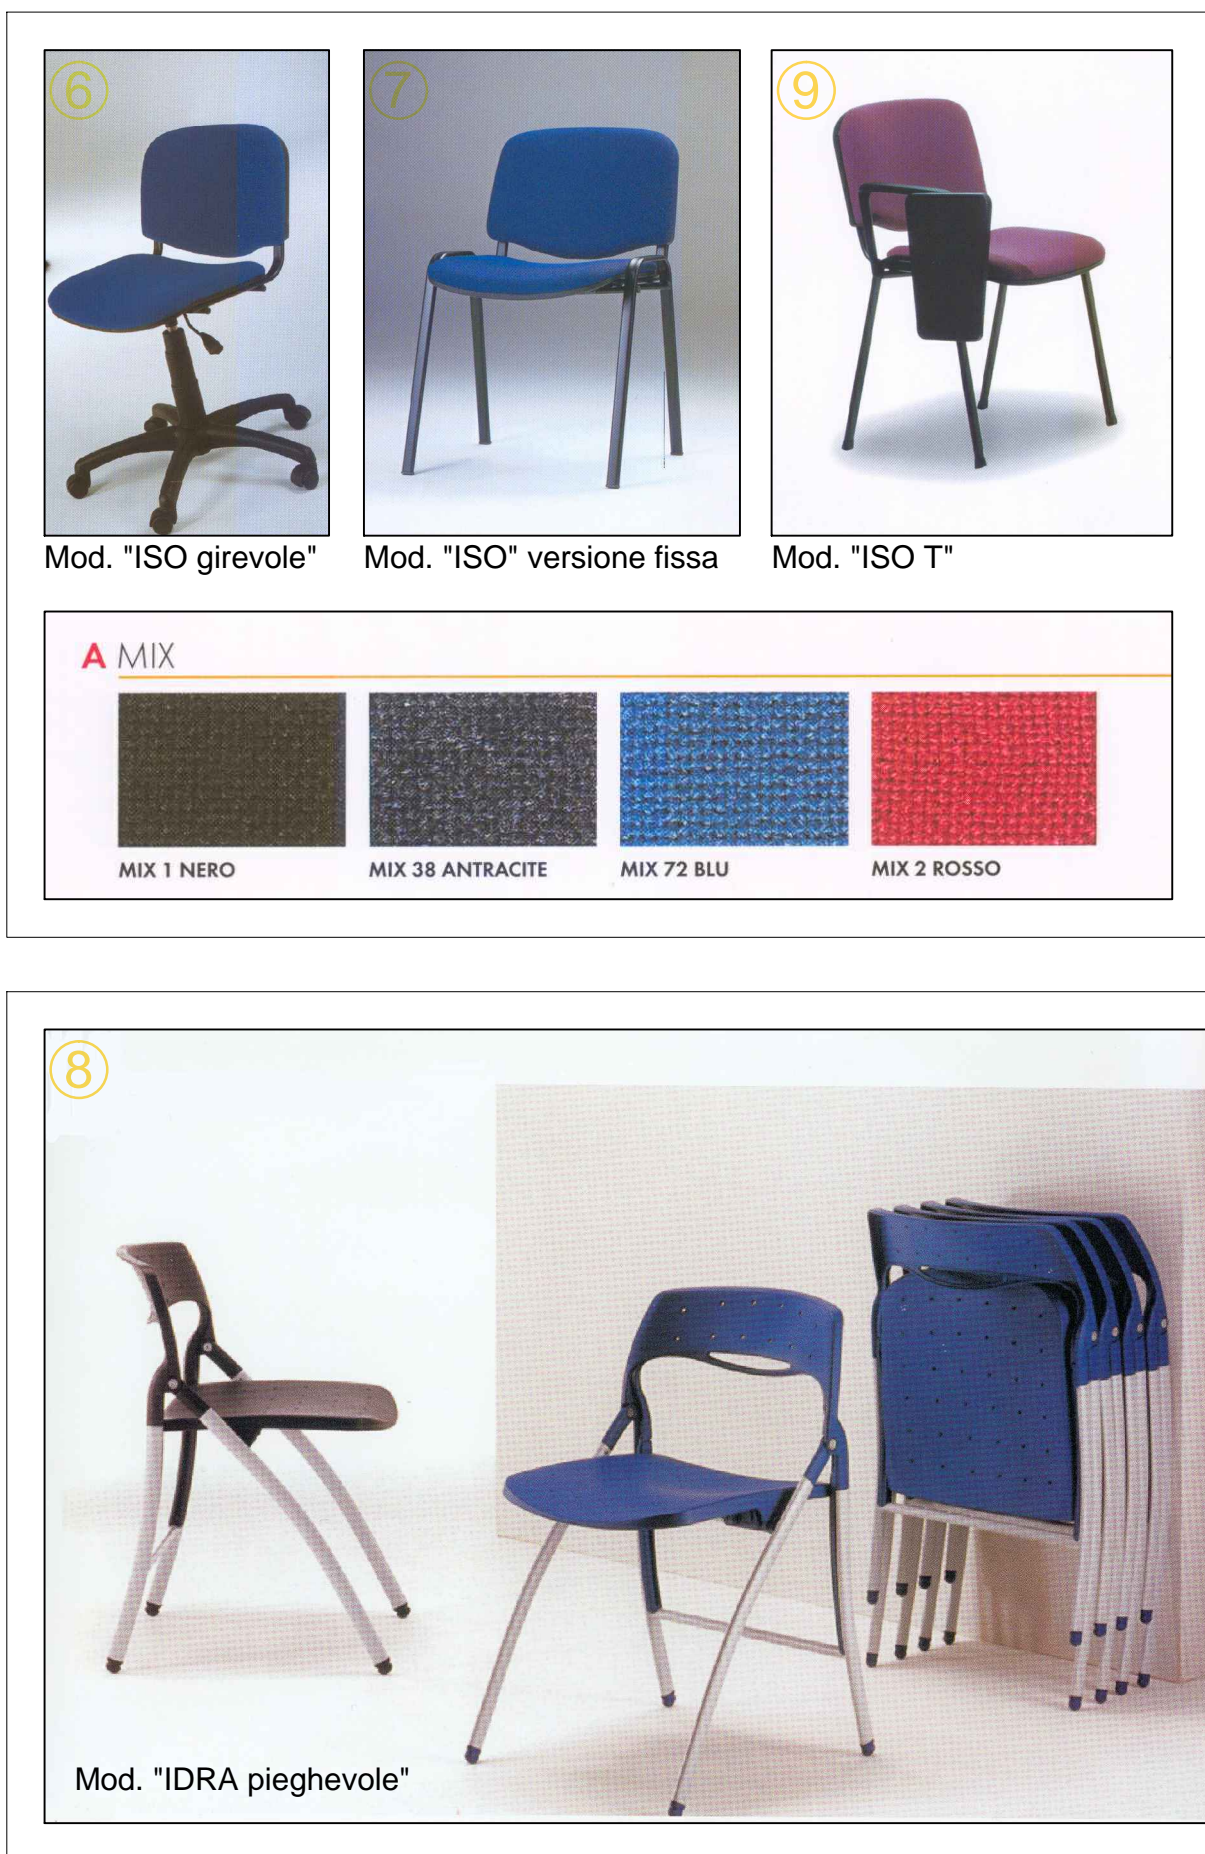 ⑥
⑦
⑨
Mod. "ISO girevole"
Mod. "ISO" versione fissa
Mod. "ISO T"
A MIX
MIX 1 NERO
MIX 38 ANTRACITE
MIX 72 BLU
MIX 2 ROSSO
⑧
Mod. "IDRA pieghevole"